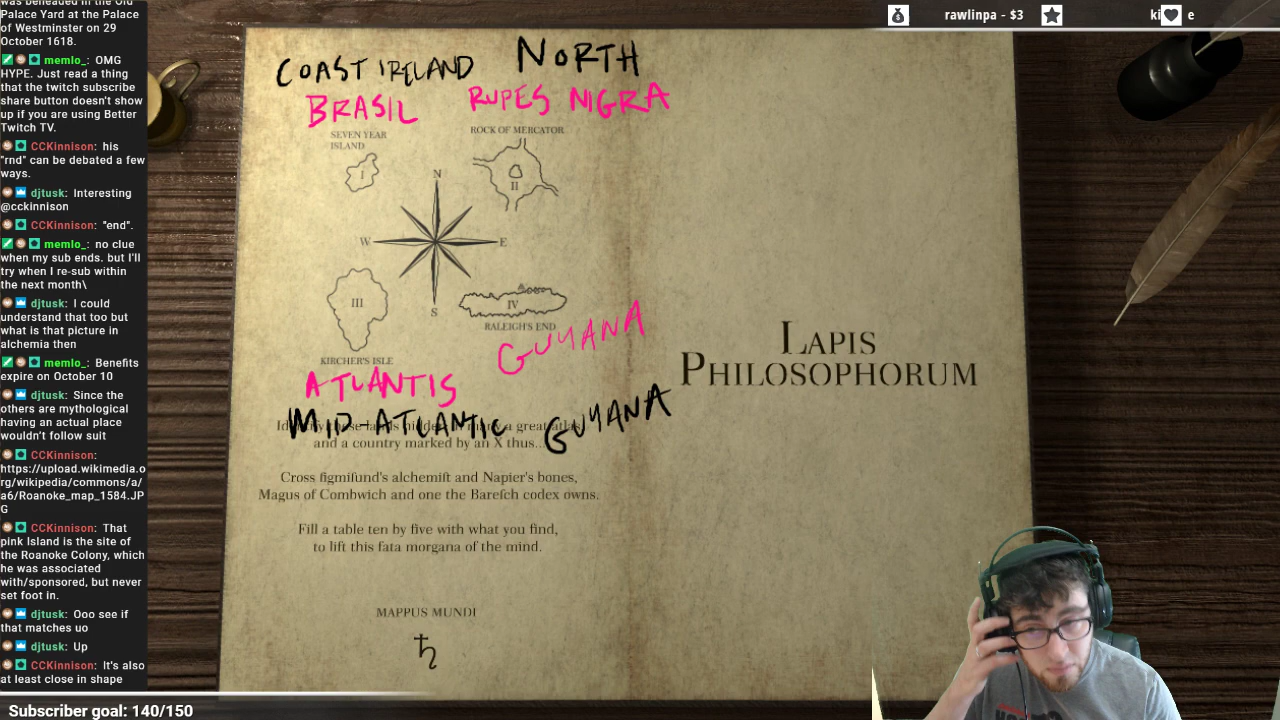 was beheaded in the Old
Palace Yard at the Palace
of Westminster on 29
October 1618.
memlo_: OMG
HYPE. Just read a thing
that the twitch subscribe
share button doesn't show
up if you are using Better
Twitch TV.
CCKinnison: his
"rnd" can be debated a few
ways.
djtusk: Interesting
@cckinnison
CCKinnison: "end".
memlo_: no clue
when my sub ends. but I'll
try when I re-sub within
the next month\
djtusk: I could
understand that too but
what is that picture in
alchemia then
memlo_: Benefits
expire on October 10
djtusk: Since the
others are mythological
having an actual place
wouldn't follow suit
CCKinnison:
https://upload.wikimedia.o
rg/wikipedia/commons/a/
a6/Roanoke_map_1584.JP
G
CCKinnison: That
pink Island is the site of
the Roanoke Colony, which
he was associated
with/sponsored, but never
set foot in.
djtusk: Ooo see if
that matches uo
djtusk: Up
CCKinnison: It's also
at least close in shape
Subscriber goal: 140/150
rawlinpa - $3
ki e
COAST IRELAND NORTH
BRASIL RUPES NIGRA
SEVEN YEAR
ISLAND
ROCK OF MERCATOR
I
II
N
W E
S
III
IV
RALEIGH'S END
KIRCHER'S ISLE
GUYANA
ATLANTIS
MID-ATLANTIC GUYANA
Identify these lands hidden in many a great atlas
and a country marked by an X thus...
Cross figmifund's alchemift and Napier's bones,
Magus of Combwich and one the Barefch codex owns.
Fill a table ten by five with what you find,
to lift this fata morgana of the mind.
MAPPUS MUNDI
LAPIS
PHILOSOPHORUM